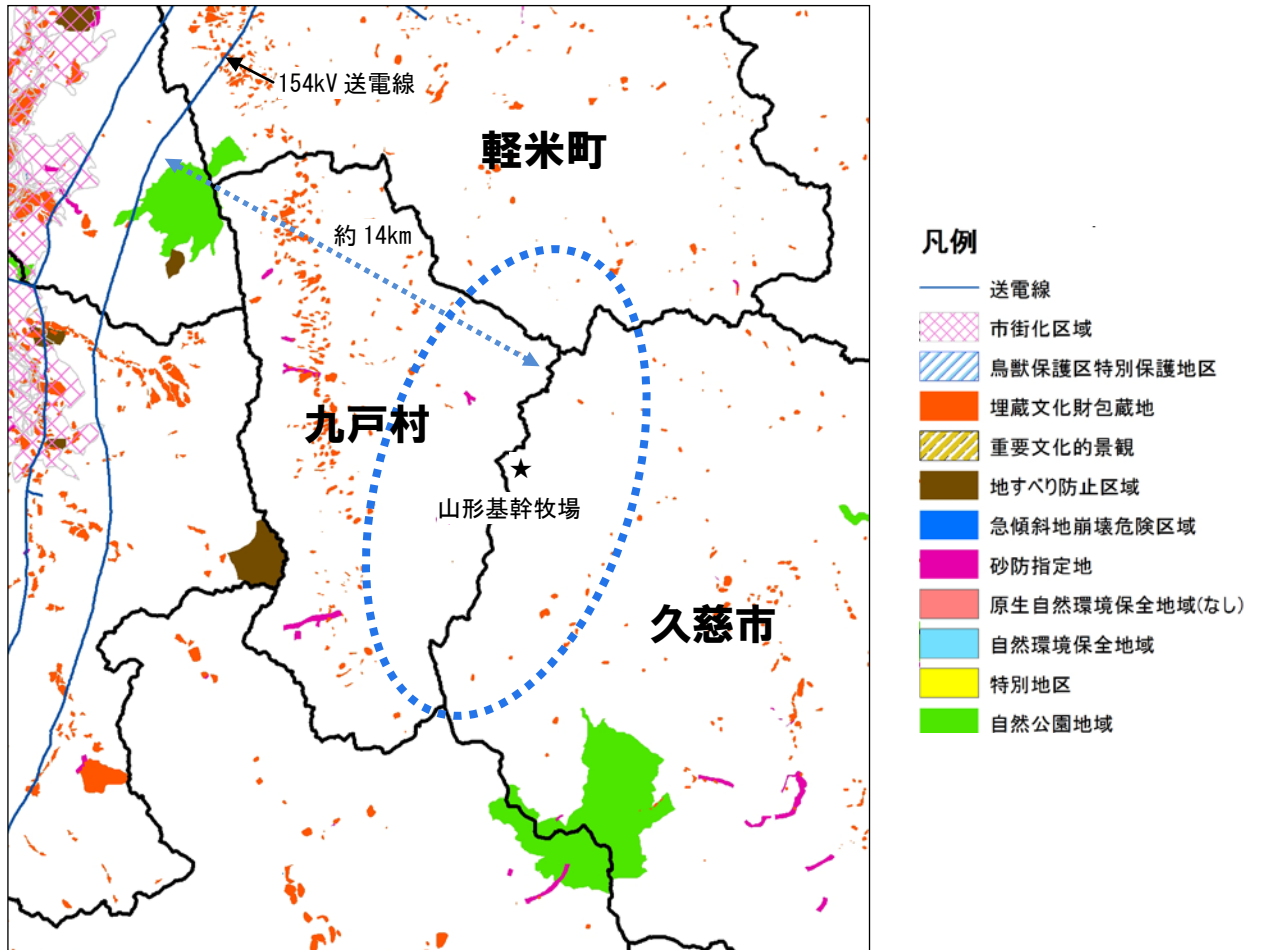 154kV 送電線
軽米町
約 14km
九戸村
山形基幹牧場
久慈市
凡例
送電線
市街化区域
鳥獣保護区特別保護地区
埋蔵文化財包蔵地
重要文化的景観
地すべり防止区域
急傾斜地崩壊危険区域
砂防指定地
原生自然環境保全地域(なし)
自然環境保全地域
特別地区
自然公園地域